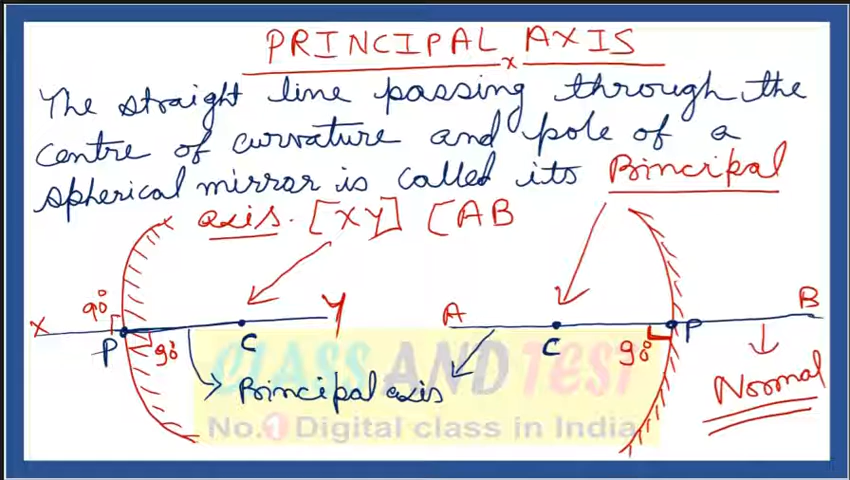 PRINCIPAL AXIS
x
The straight line passing through the
centre of curvature and pole of a
spherical mirror is called its Principal
axis. [XY] [AB
X 90° P 90° C Y
A C 90° P B
Principal axis
Normal
CLASS AND TEST
No.1 Digital class in India